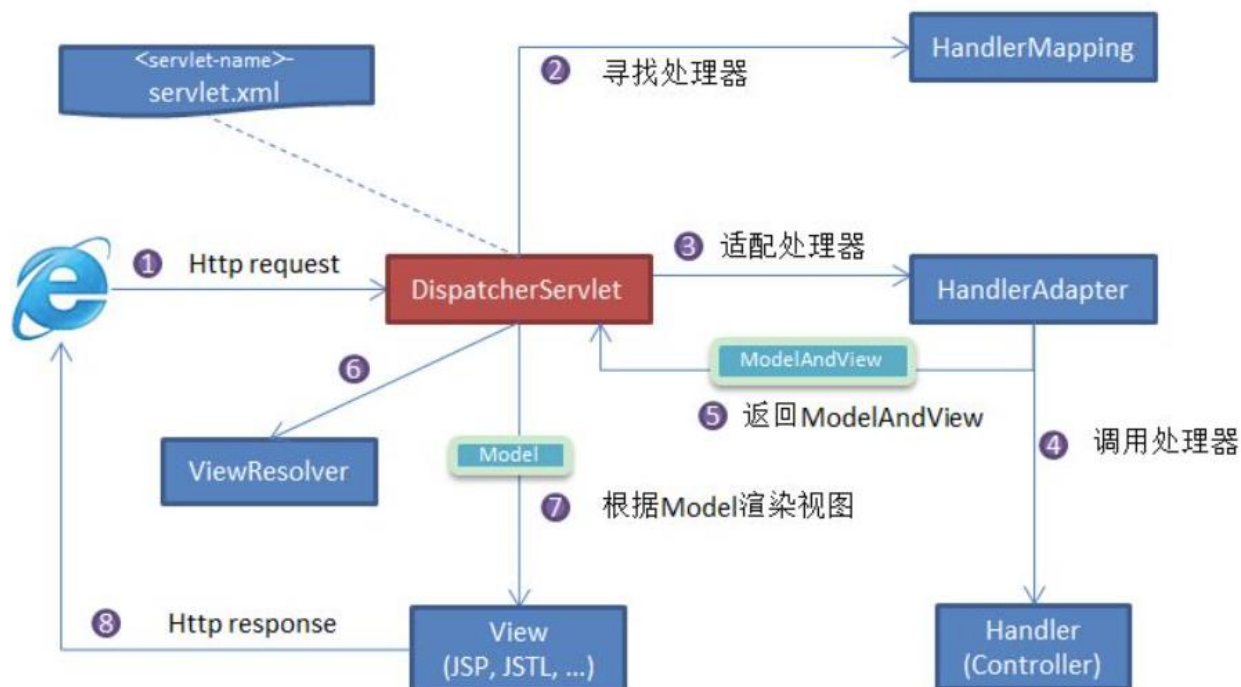 <servlet-name>-
servlet.xml
HandlerMapping
2 寻找处理器
1 Http request
DispatcherServlet
3 适配处理器
HandlerAdapter
ModelAndView
5 返回ModelAndView
6
4 调用处理器
ViewResolver
Model
7 根据Model渲染视图
8 Http response
View
(JSP, JSTL, ...)
Handler
(Controller)